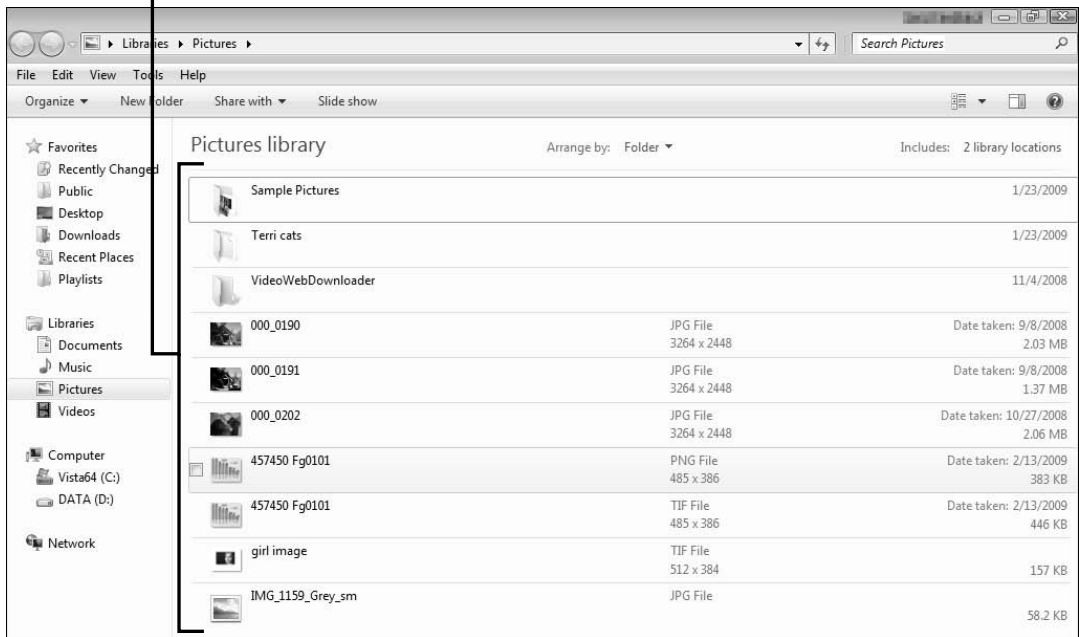 Libraries ▸ Pictures ▸
Search Pictures
File Edit View Tools Help
Organize New Folder Share with Slide show
Favorites
Recently Changed
Public
Desktop
Downloads
Recent Places
Playlists
Libraries
Documents
Music
Pictures
Videos
Computer
Vista64 (C:)
DATA (D:)
Network
Pictures library
Arrange by: Folder
Includes: 2 library locations
Sample Pictures 1/23/2009
Terri cats 1/23/2009
VideoWebDownloader 11/4/2008
000_0190 JPG File Date taken: 9/8/2008
3264 x 2448 2.03 MB
000_0191 JPG File Date taken: 9/8/2008
3264 x 2448 1.37 MB
000_0202 JPG File Date taken: 10/27/2008
3264 x 2448 2.06 MB
457450 Fg0101 PNG File Date taken: 2/13/2009
485 x 386 383 KB
457450 Fg0101 TIF File Date taken: 2/13/2009
485 x 386 446 KB
girl image TIF File
512 x 384 157 KB
IMG_1159_Grey_sm JPG File
58.2 KB